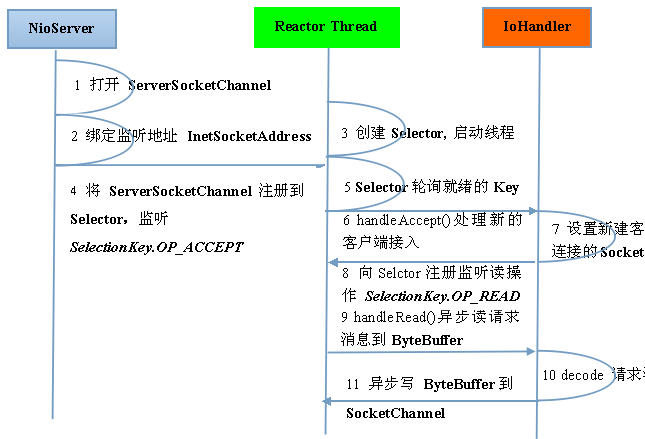 NioServer
Reactor Thread
IoHandler
1 打开 ServerSocketChannel
2 绑定监听地址 InetSocketAddress
3 创建 Selector, 启动线程
4 将 ServerSocketChannel 注册到
Selector，监听
SelectionKey.OP_ACCEPT
5 Selector 轮询就绪的 Key
6 handleAccept()处理新的
客户端接入
7 设置新建客
连接的 Socket
8 向 Selctor 注册监听读操
作 SelectionKey.OP_READ
9 handleRead()异步读请求
消息到 ByteBuffer
10 decode 请求
11 异步写 ByteBuffer 到
SocketChannel